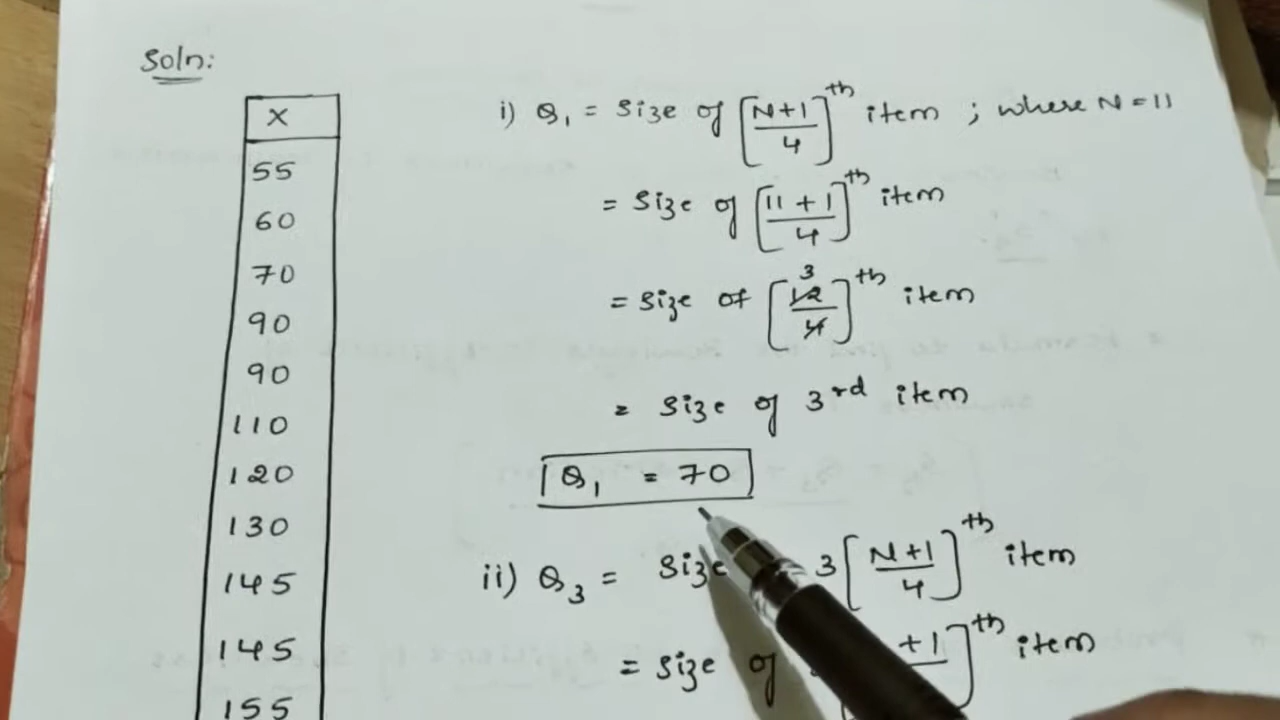 Soln:
X
55
60
70
90
90
110
120
130
145
145
155
i) Q₁ = Size of [N+1/4]ᵗʰ item ; where N = 11
= Size of [11 + 1/4]ᵗʰ item
= Size of [12/4]ᵗʰ item
3
= Size of 3ʳᵈ item
Q₁ = 70
ii) Q₃ = Size = 3[N+1/4]ᵗʰ item
= Size of +1]ᵗʰ item